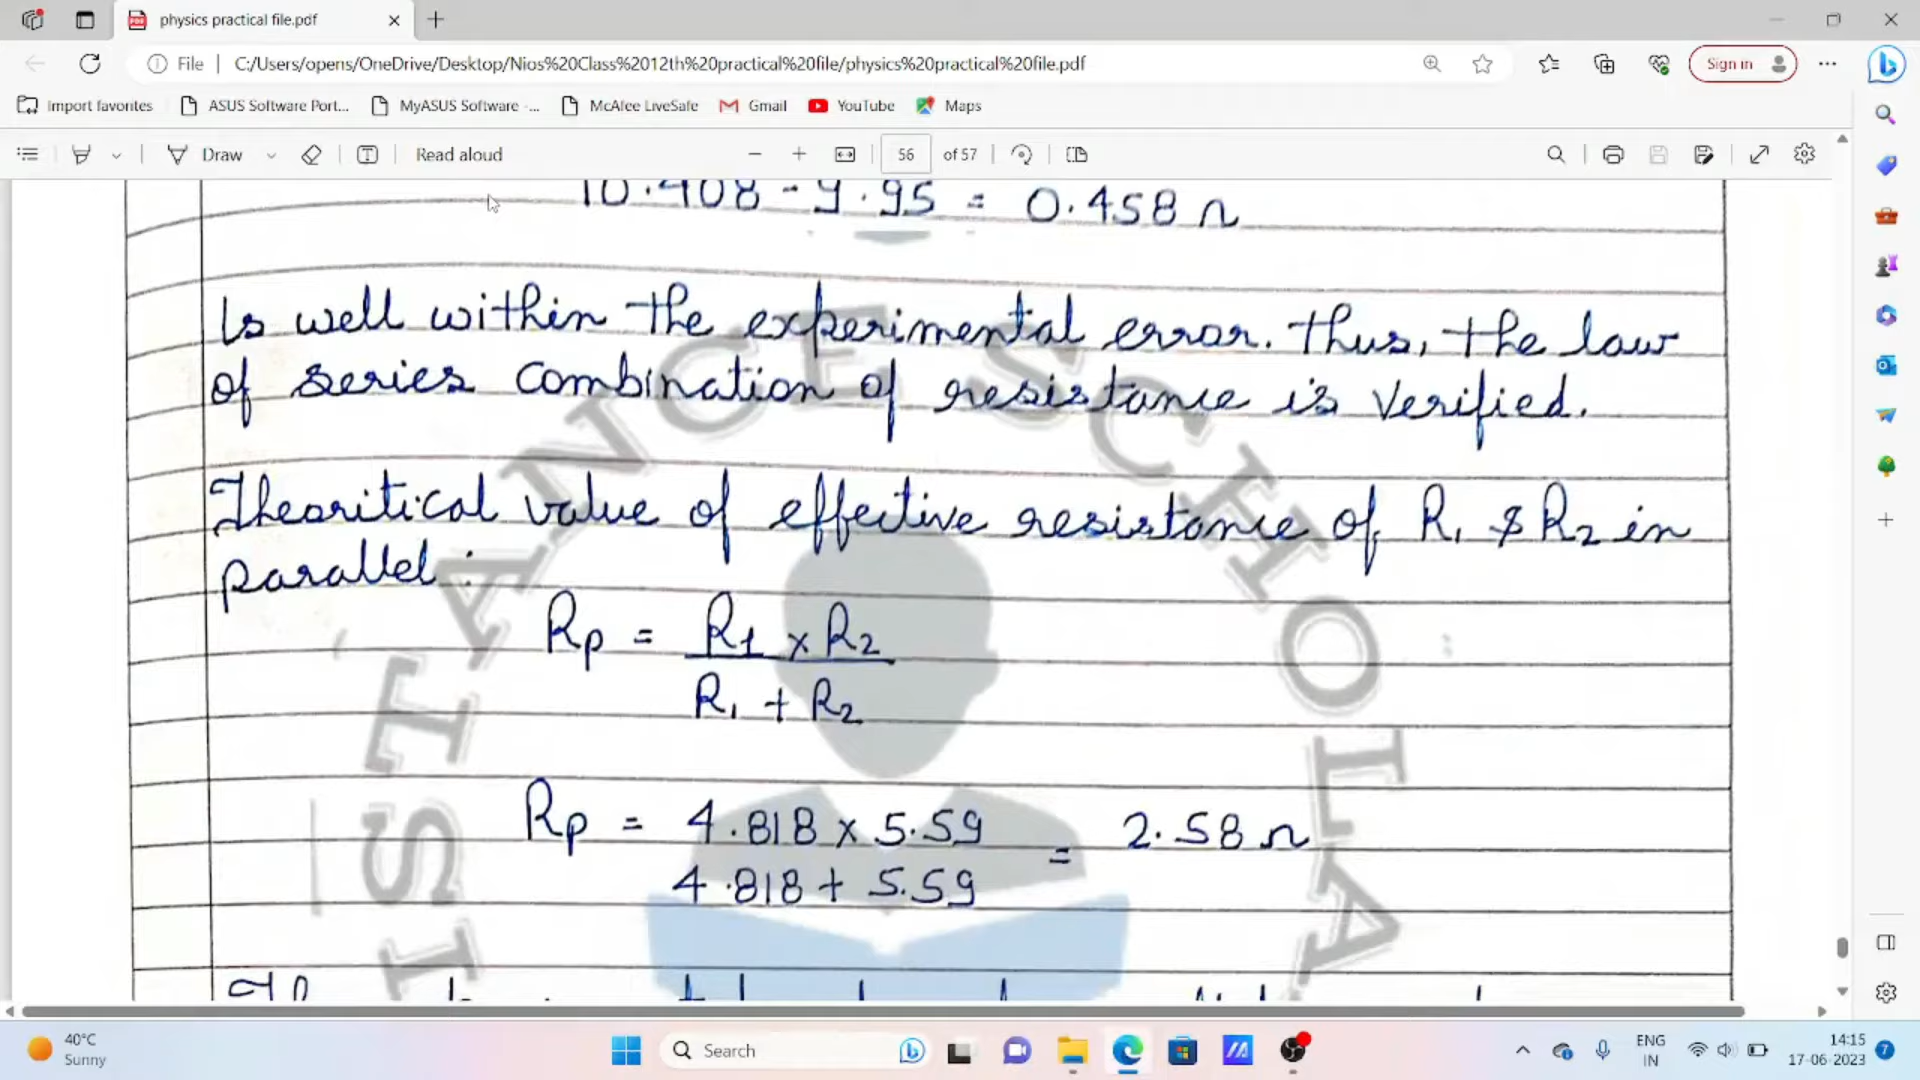 physics practical file.pdf
File
C:/Users/opens/OneDrive/Desktop/Nios%20Class%2012th%20practical%20file/physics%20practical%20file.pdf
Sign in
Import favorites
ASUS Software Port...
MyASUS Software -...
McAfee LiveSafe
Gmail
YouTube
Maps
Draw
Read aloud
56 of 57
10.408 - 9.95 = 0.458 Ω
Is well within the experimental error. Thus, the law
of series combination of resistance is verified.
Theoritical value of effective resistance of R1 & R2 in
parallel :
Rp = R1 x R2
R1 + R2
Rp = 4.818 x 5.59 = 2.58 Ω
4.818 + 5.59
ISTANCE SCHOLA
40°C
Sunny
Search
ENG
IN
14:15
17-06-2023
7